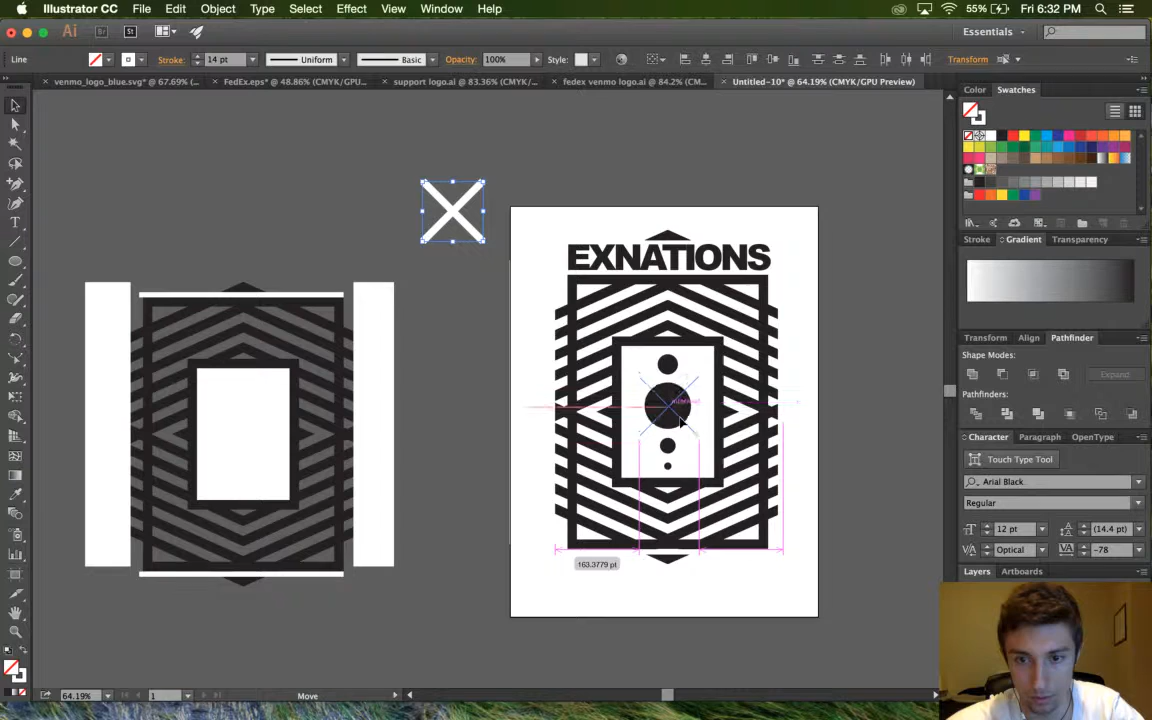 Illustrator CC File Edit Object Type Select Effect View Window Help 55% Fri 6:32 PM
Ai Br St Essentials
Line Stroke: 14 pt Uniform Basic Opacity: 100% Style: Transform
venmo_logo_blue.svg* @ 67.69% (... FedEx.eps* @ 48.86% (CMYK/GPU... support logo.ai @ 83.36% (CMYK/... fedex venmo logo.ai @ 84.2% (CM... Untitled-10* @ 64.19% (CMYK/GPU Preview)
Color Swatches
EXNATIONS
Stroke Gradient Transparency
Transform Align Pathfinder
Shape Modes:
Expand
Pathfinders:
Character Paragraph OpenType
Touch Type Tool
Arial Black
Regular
12 pt (14.4 pt)
Optical -78
163.3779 pt
Layers Artboards
64.19% 1 Move